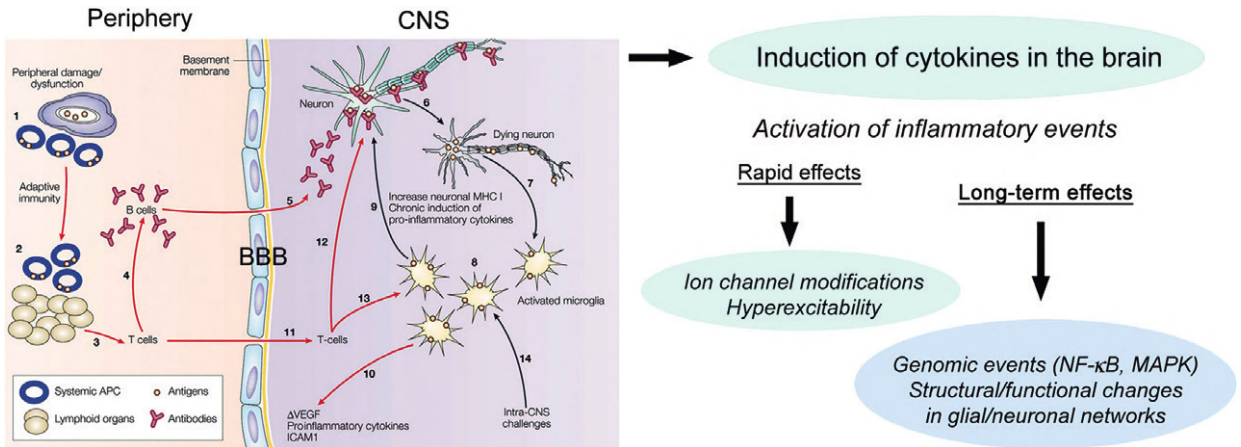 Periphery
CNS
Basement
membrane
Peripheral damage/
dysfunction
1
Adaptive
immunity
2
3
T cells
4
B cells
5
BBB
Neuron
6
Dying neuron
7
Increase neuronal MHC I
Chronic induction of
pro-inflammatory cytokines
9
12
8
13
Activated microglia
11
T-cells
10
14
ΔVEGF
Proinflammatory cytokines
ICAM1
Intra-CNS
challenges
Systemic APC
Antigens
Lymphoid organs
Antibodies
Induction of cytokines in the brain
Activation of inflammatory events
Rapid effects
Long-term effects
Ion channel modifications
Hyperexcitability
Genomic events (NF-κB, MAPK)
Structural/functional changes
in glial/neuronal networks